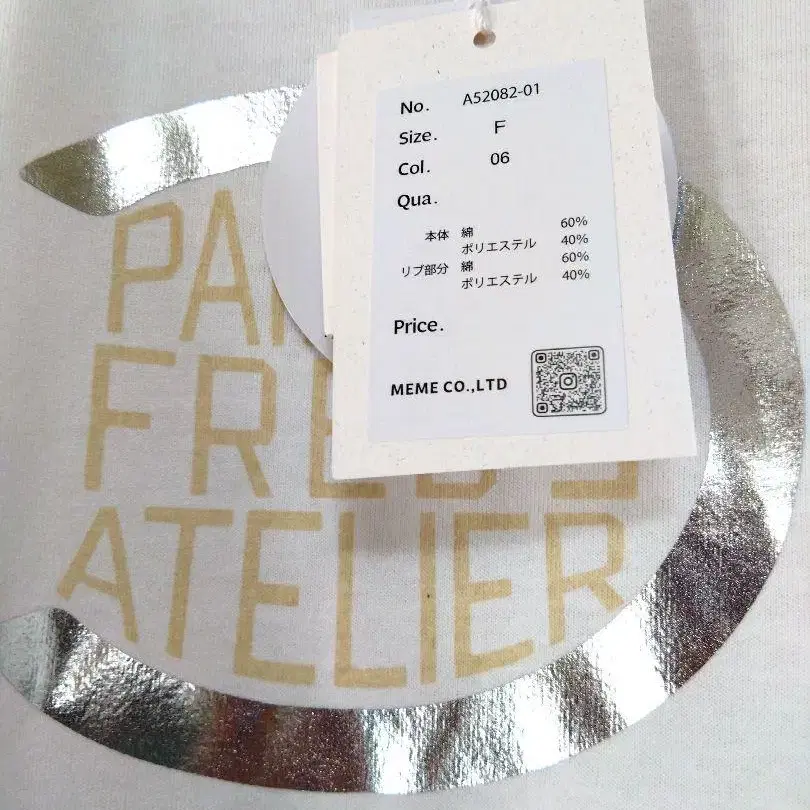 No. A52082-01
Size. F
Col. 06
Qua.
本体 綿 60%
ポリエステル 40%
リブ部分 綿 60%
ポリエステル 40%
Price.
MEME CO.,LTD
ATELIER